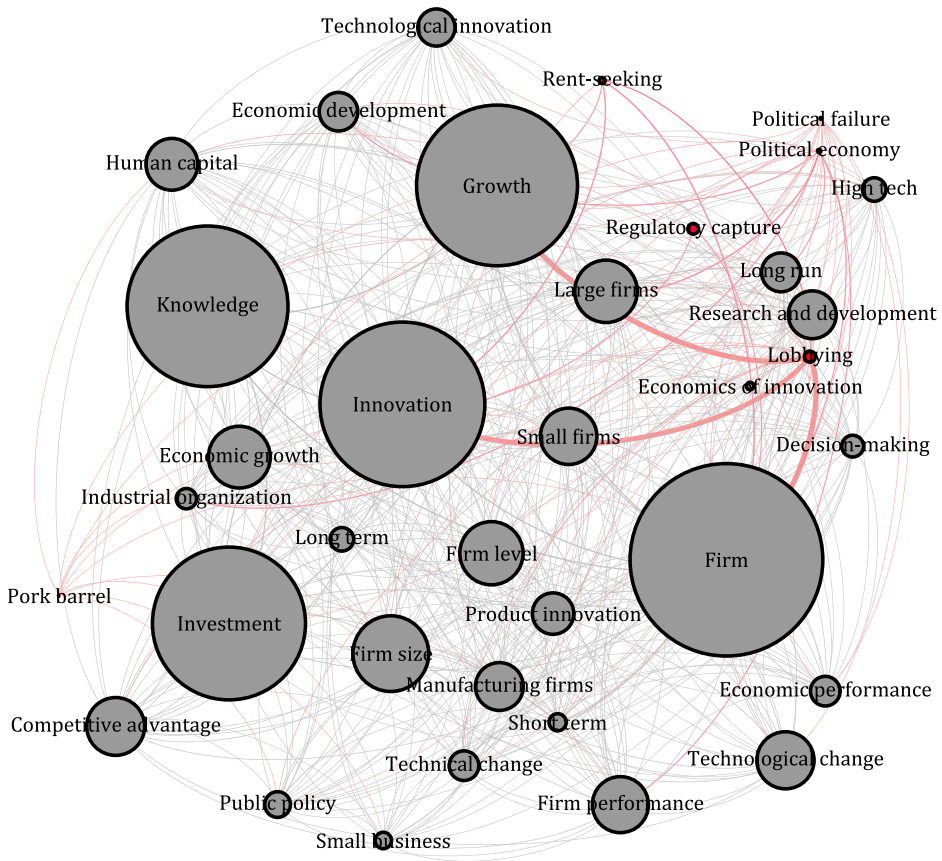 Technological innovation
Rent-seeking
Economic development
Political failure
Political economy
Human capital
Growth
High tech
Regulatory capture
Long run
Large firms
Knowledge
Research and development
Lobbying
Economics of innovation
Innovation
Small firms
Decision-making
Economic growth
Industrial organization
Long term
Firm level
Firm
Pork barrel
Product innovation
Investment
Firm size
Manufacturing firms
Economic performance
Short term
Competitive advantage
Technical change
Technological change
Public policy
Firm performance
Small business